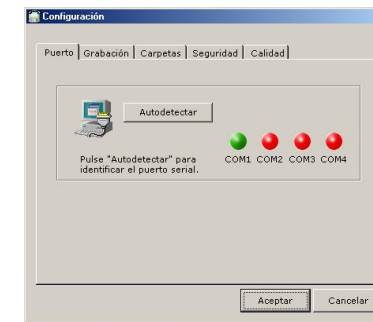 Configuración
Puerto Grabación Carpetas Seguridad Calidad
Autodetectar
Pulse "Autodetectar" para
identificar el puerto serial.
COM1 COM2 COM3 COM4
Aceptar Cancelar